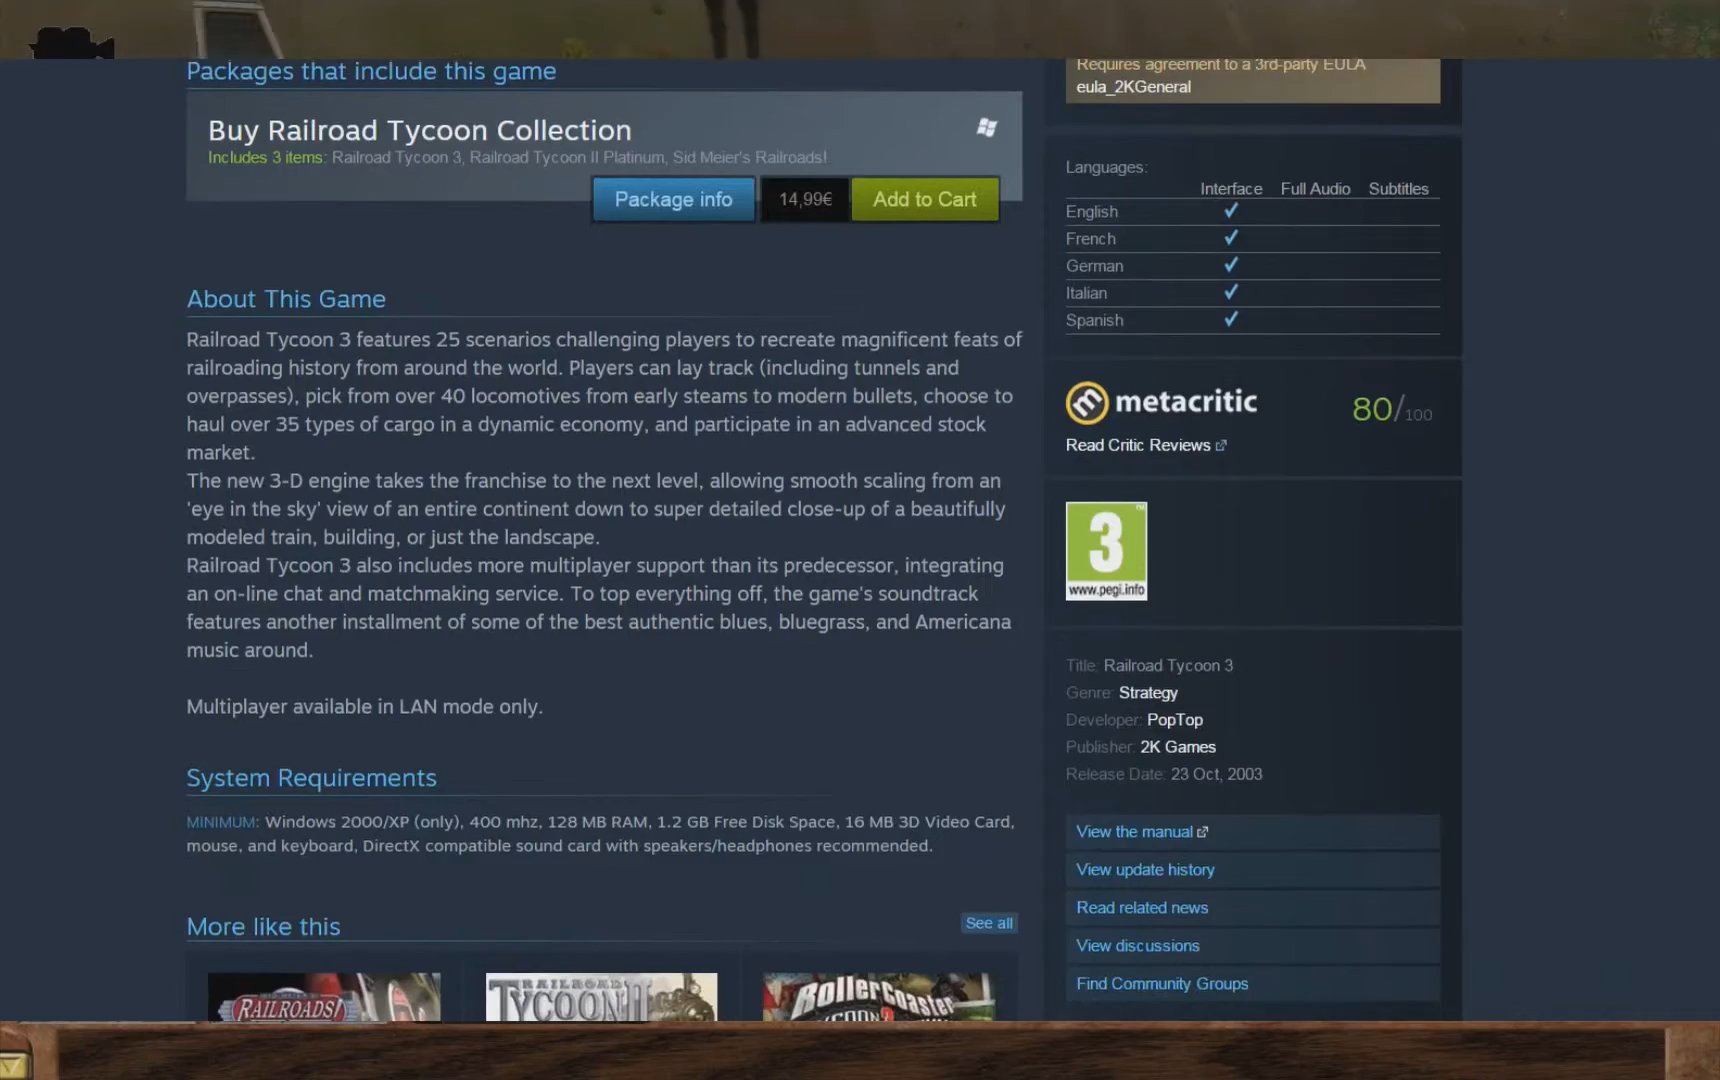 Packages that include this game
Buy Railroad Tycoon Collection
Includes 3 items: Railroad Tycoon 3, Railroad Tycoon II Platinum, Sid Meier's Railroads!
Package info
14,99€
Add to Cart
About This Game
Railroad Tycoon 3 features 25 scenarios challenging players to recreate magnificent feats of
railroading history from around the world. Players can lay track (including tunnels and
overpasses), pick from over 40 locomotives from early steams to modern bullets, choose to
haul over 35 types of cargo in a dynamic economy, and participate in an advanced stock
market.
The new 3-D engine takes the franchise to the next level, allowing smooth scaling from an
'eye in the sky' view of an entire continent down to super detailed close-up of a beautifully
modeled train, building, or just the landscape.
Railroad Tycoon 3 also includes more multiplayer support than its predecessor, integrating
an on-line chat and matchmaking service. To top everything off, the game's soundtrack
features another installment of some of the best authentic blues, bluegrass, and Americana
music around.
Multiplayer available in LAN mode only.
System Requirements
MINIMUM: Windows 2000/XP (only), 400 mhz, 128 MB RAM, 1.2 GB Free Disk Space, 16 MB 3D Video Card,
mouse, and keyboard, DirectX compatible sound card with speakers/headphones recommended.
More like this
See all
RAILROADS!
RAILROAD
TYCOON II
RollerCoaster
TYCOON 3
Requires agreement to a 3rd-party EULA
eula_2KGeneral
Languages:
Interface Full Audio Subtitles
English
French
German
Italian
Spanish
metacritic
80/100
Read Critic Reviews
3
www.pegi.info
Title: Railroad Tycoon 3
Genre: Strategy
Developer: PopTop
Publisher: 2K Games
Release Date: 23 Oct, 2003
View the manual
View update history
Read related news
View discussions
Find Community Groups